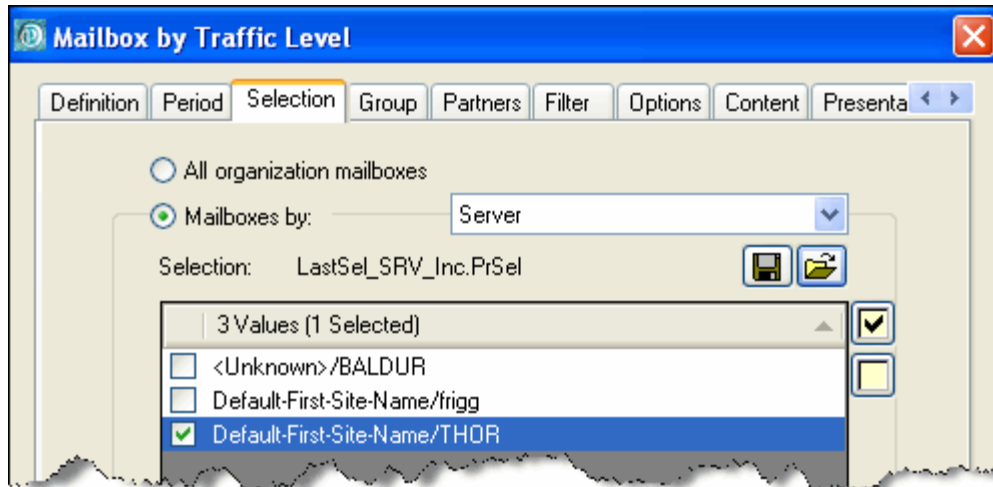 Mailbox by Traffic Level
Definition Period Selection Group Partners Filter Options Content Presenta
All organization mailboxes
Mailboxes by: Server
Selection: LastSel_SRV_Inc.PrSel
3 Values (1 Selected)
<Unknown>/BALDUR
Default-First-Site-Name/frigg
Default-First-Site-Name/THOR